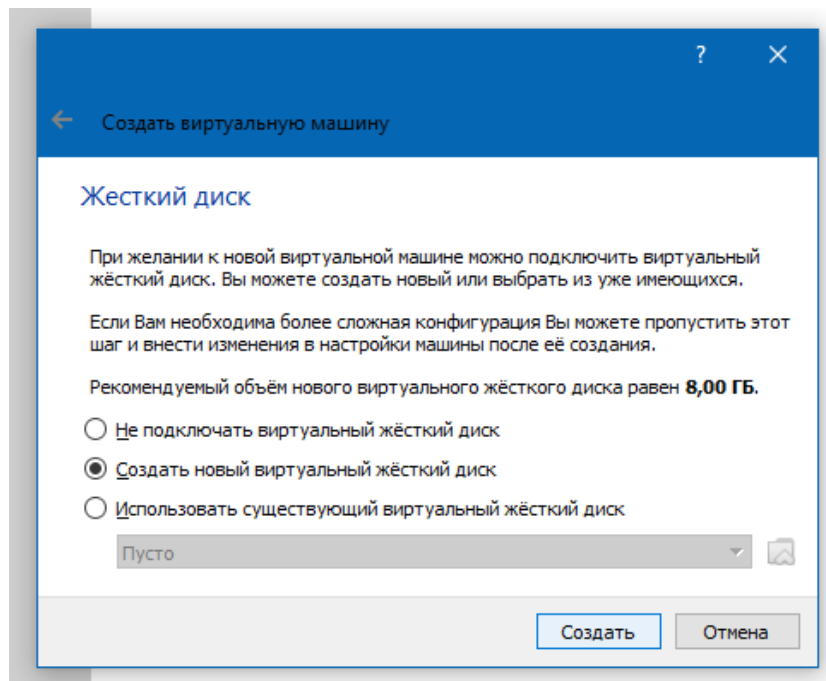 ?
Создать виртуальную машину
Жесткий диск
При желании к новой виртуальной машине можно подключить виртуальный
жёсткий диск. Вы можете создать новый или выбрать из уже имеющихся.
Если Вам необходима более сложная конфигурация Вы можете пропустить этот
шаг и внести изменения в настройки машины после её создания.
Рекомендуемый объём нового виртуального жёсткого диска равен 8,00 ГБ.
Не подключать виртуальный жёсткий диск
Создать новый виртуальный жёсткий диск
Использовать существующий виртуальный жёсткий диск
Пусто
Создать Отмена